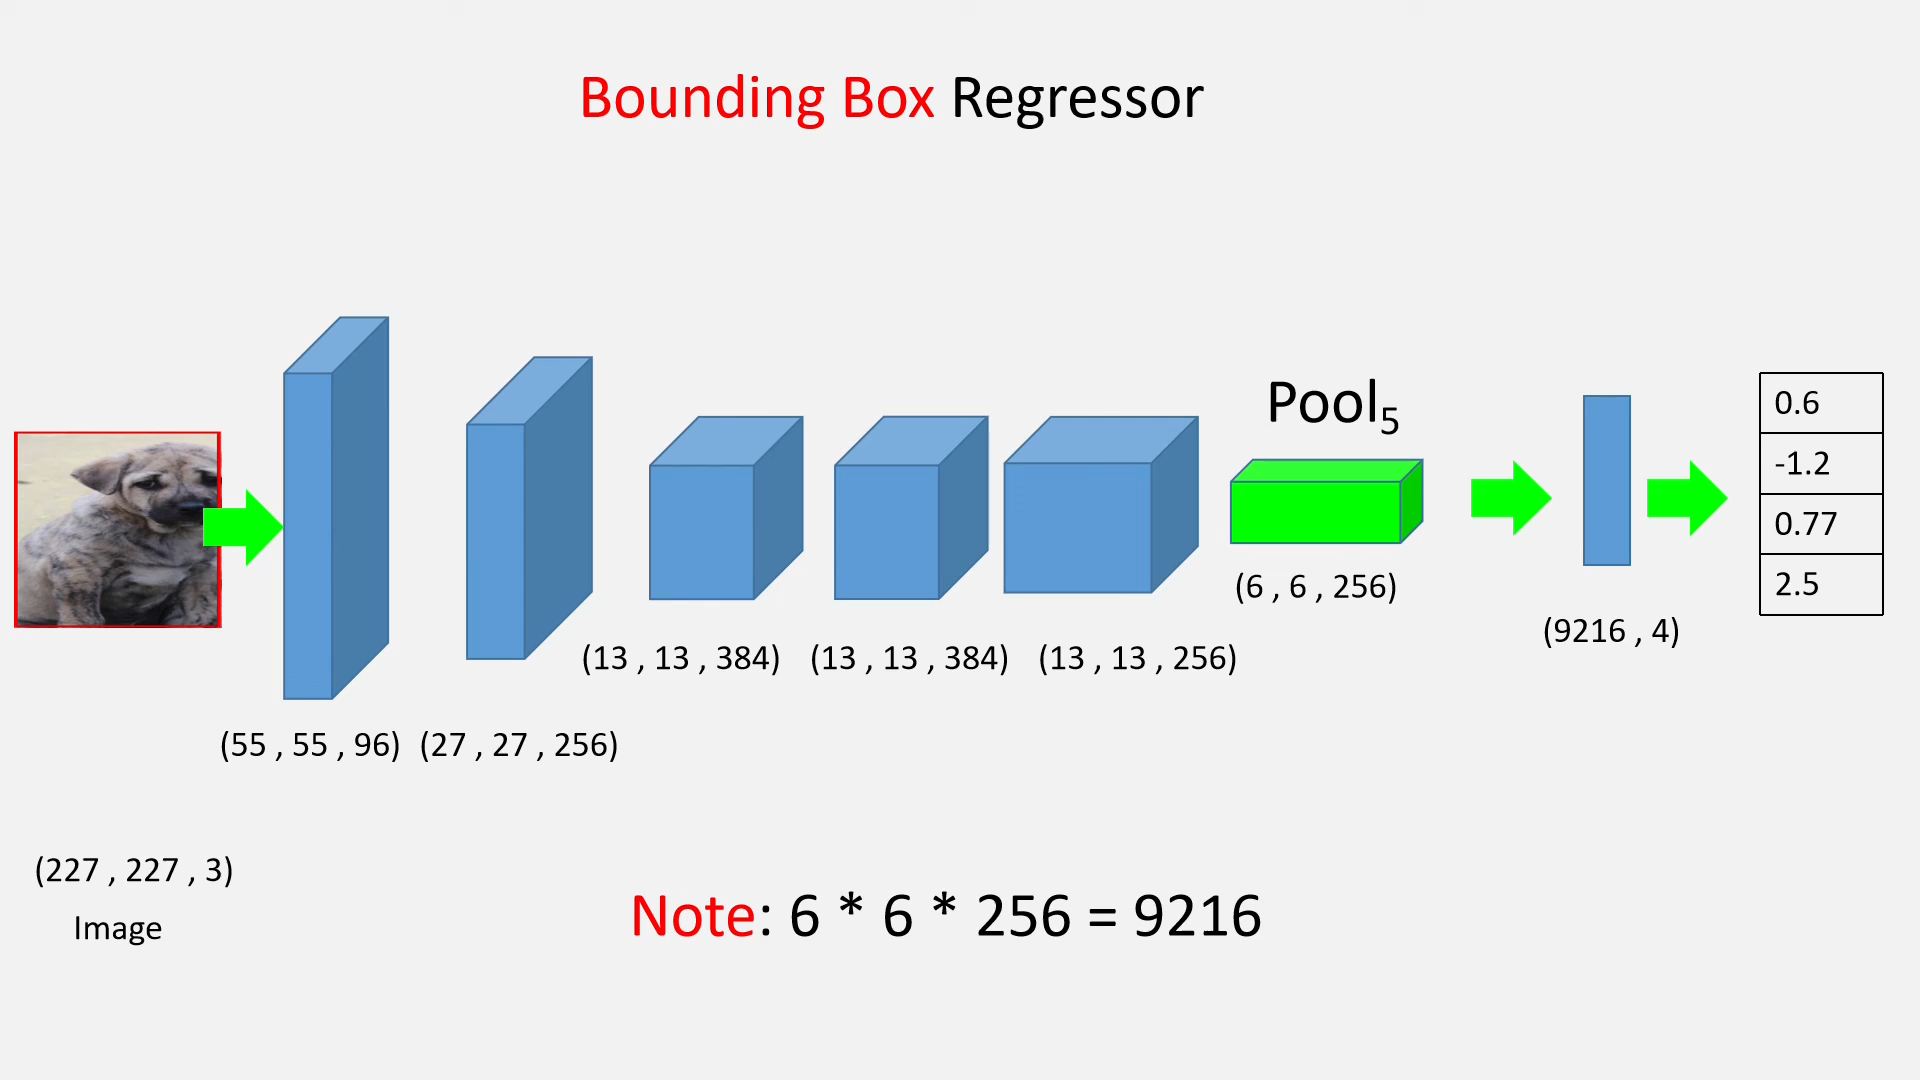 Bounding Box Regressor
Pool5
0.6
-1.2
0.77
2.5
(6 , 6 , 256)
(9216 , 4)
(13 , 13 , 384) (13 , 13 , 384) (13 , 13 , 256)
(55 , 55 , 96) (27 , 27 , 256)
(227 , 227 , 3)
Image
Note: 6 * 6 * 256 = 9216